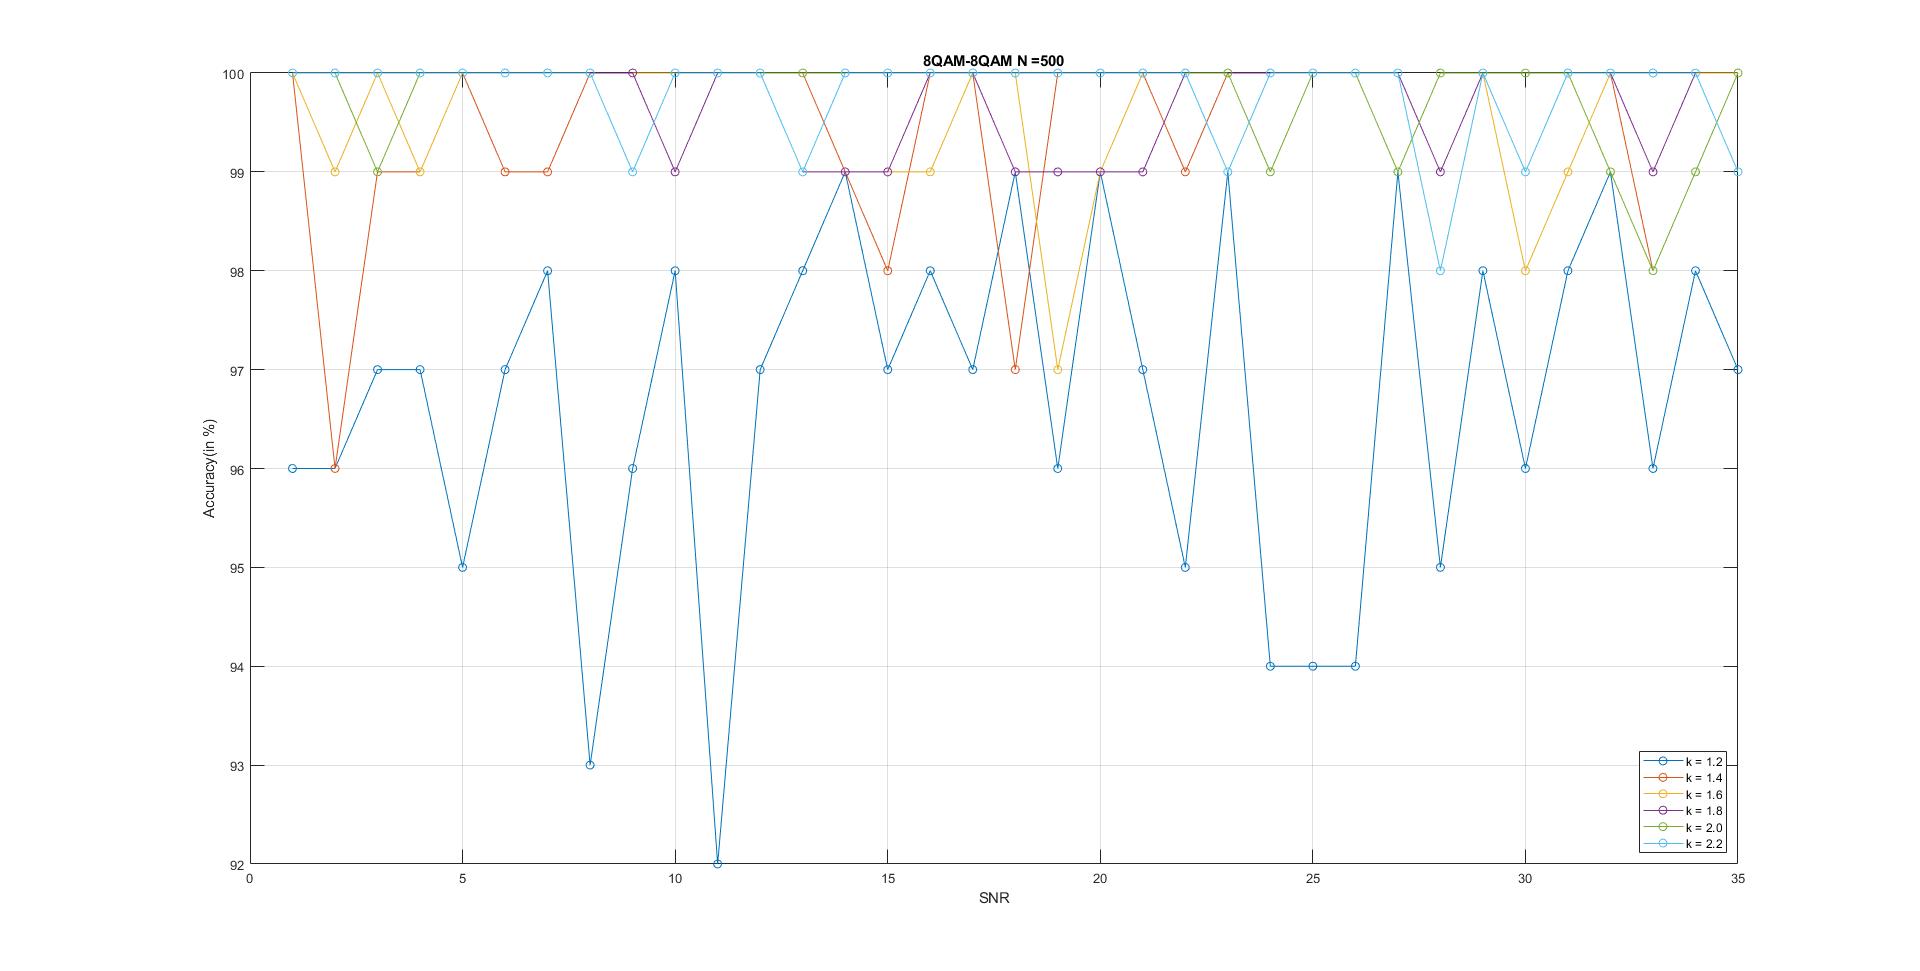 8QAM-8QAM N =500
100
99
98
97
96
95
94
93
92
Accuracy(in %)
0 5 10 15 20 25 30 35
SNR
k = 1.2
k = 1.4
k = 1.6
k = 1.8
k = 2.0
k = 2.2